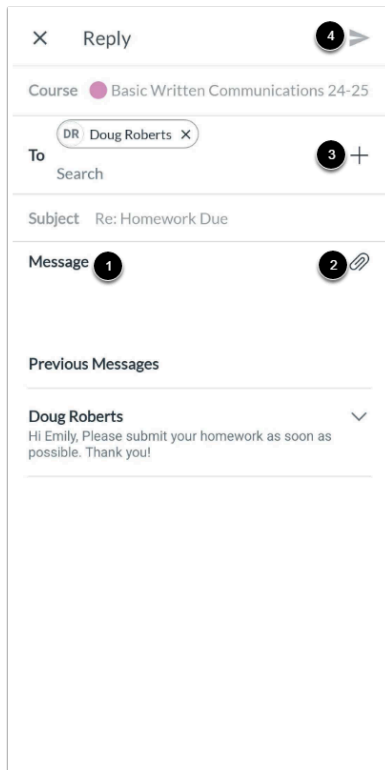 Reply
4
Course Basic Written Communications 24-25
DR Doug Roberts
To
3
Search
Subject Re: Homework Due
Message 1
2
Previous Messages
Doug Roberts
Hi Emily, Please submit your homework as soon as
possible. Thank you!